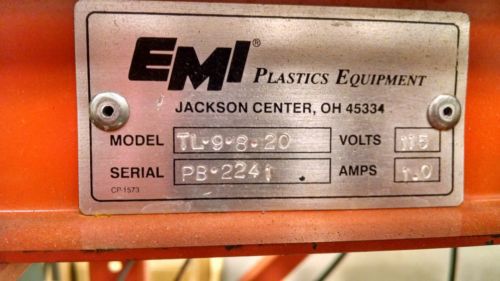 EMI® PLASTICS EQUIPMENT
JACKSON CENTER, OH 45334
MODEL TL-9-8-20 VOLTS 115
SERIAL PB-2241 AMPS 1.0
CP-1573